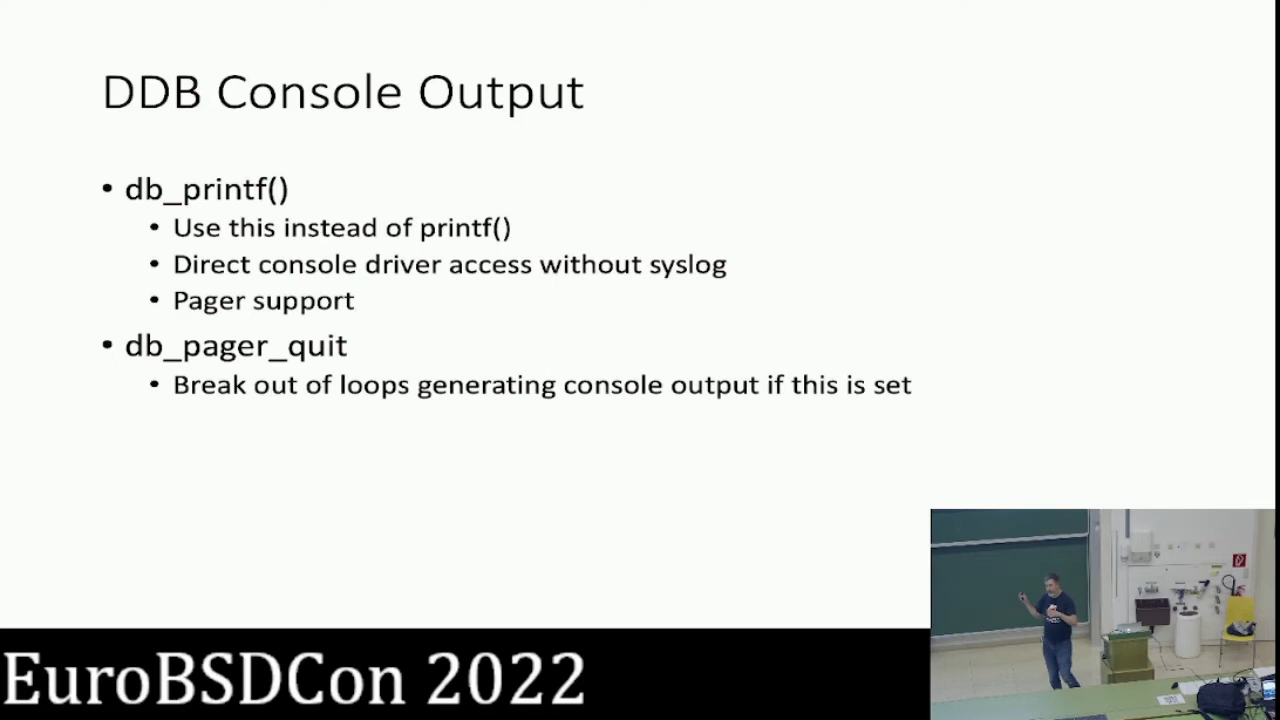 DDB Console Output
• db_printf()
• Use this instead of printf()
• Direct console driver access without syslog
• Pager support
• db_pager_quit
• Break out of loops generating console output if this is set
EuroBSDCon 2022